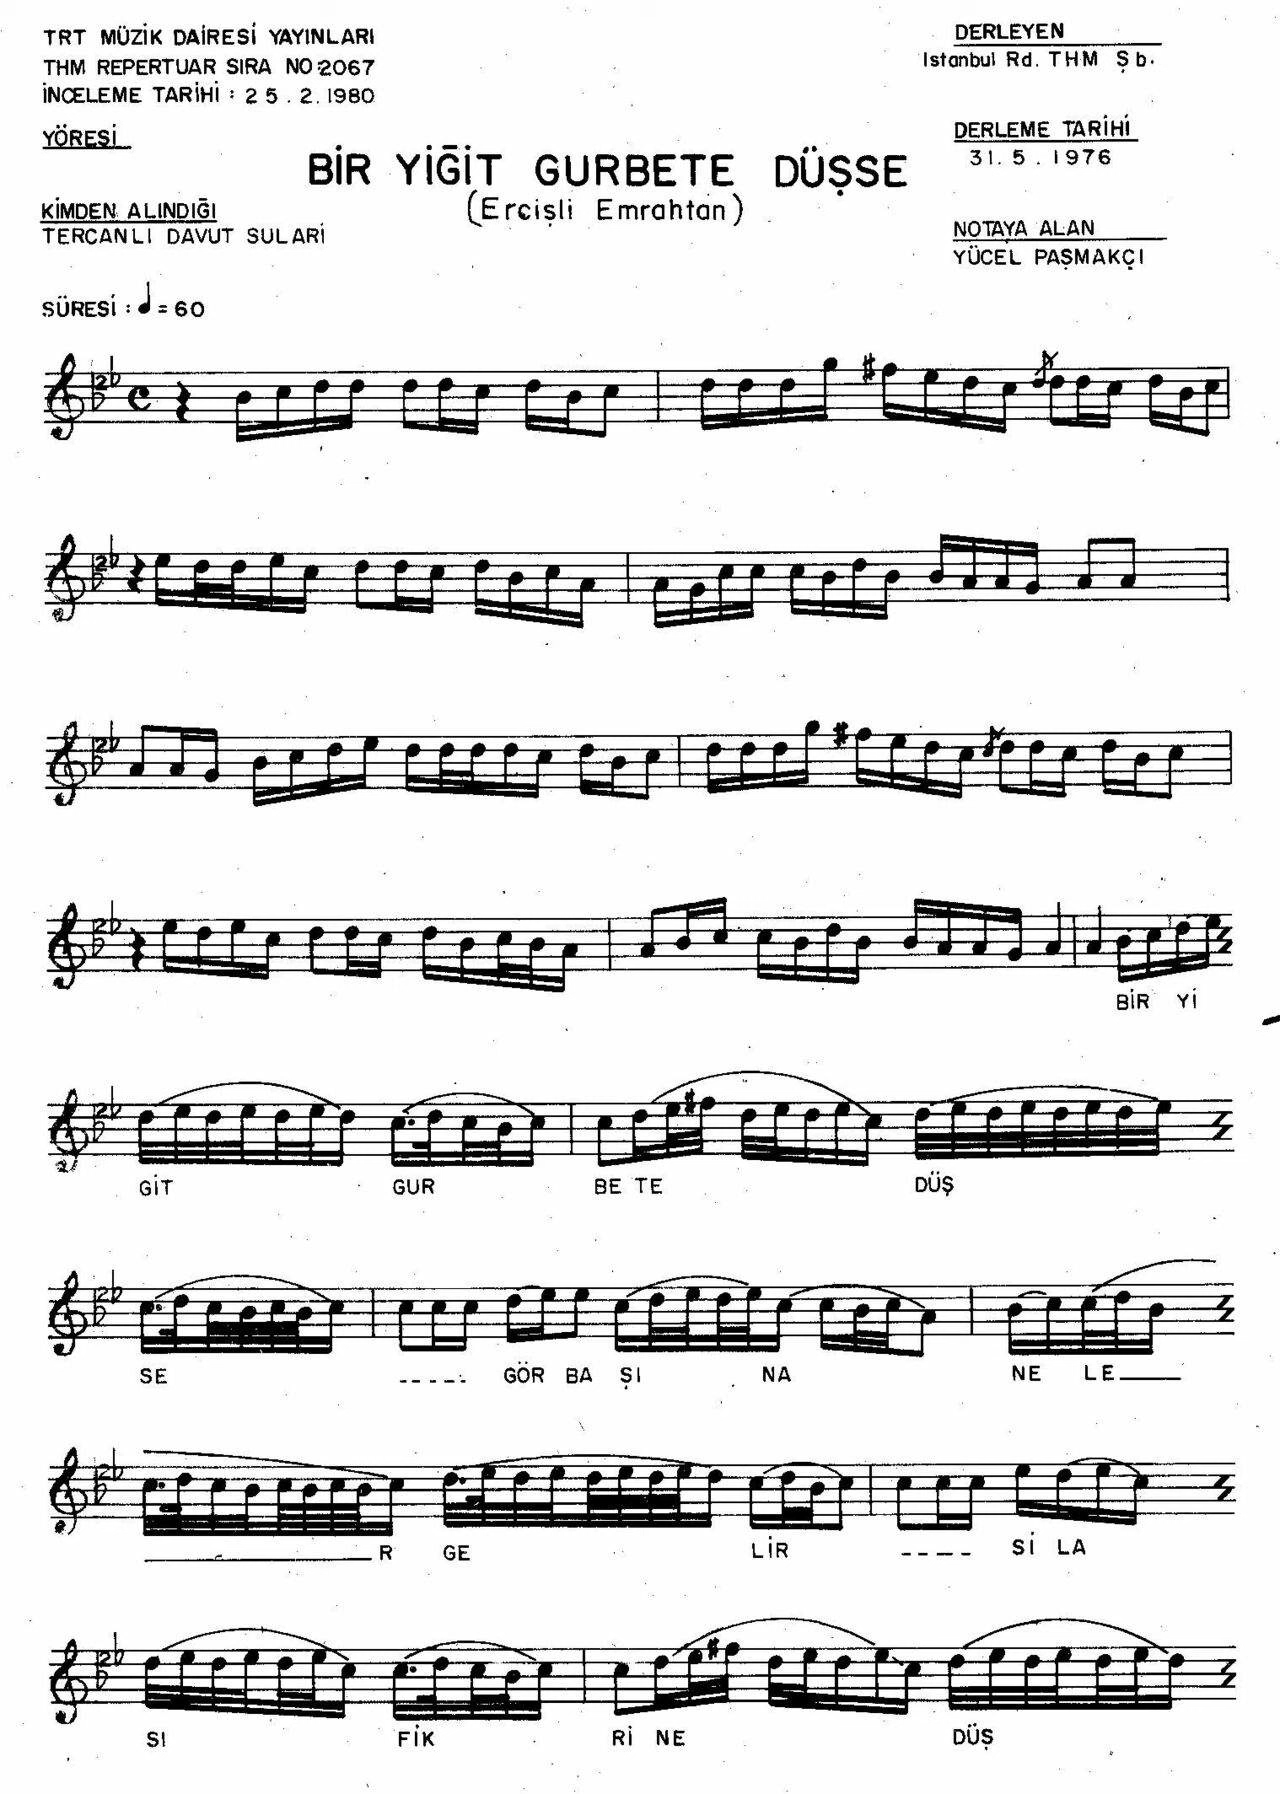 TRT MÜZİK DAİRESİ YAYINLARI
THM REPERTUAR SIRA NO:2067
İNCELEME TARİHİ : 25.2.1980
YÖRESİ
KİMDEN ALINDIĞI
TERCANLI DAVUT SULARİ
SÜRESİ : ♩ = 60
BİR YİĞİT GURBETE DÜŞSE
(Ercişli Emrahtan)
DERLEYEN
Istanbul Rd. THM Şb.
DERLEME TARİHİ
31.5.1976
NOTAYA ALAN
YÜCEL PAŞMAKÇI
BİR Yİ
GİT GUR BE TE DÜŞ
SE ----- GÖR BA ŞI NA NE LE
R GE LİR ---- SI LA
SI FİK Rİ NE DÜŞ